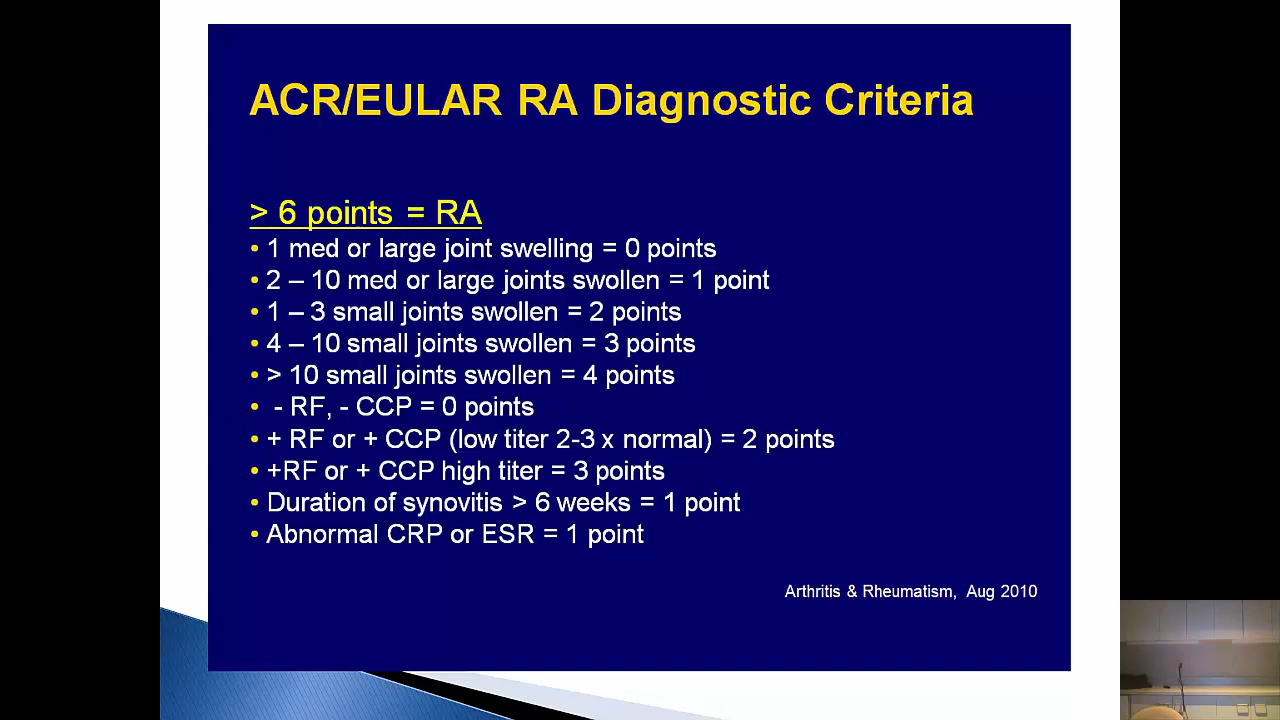 ACR/EULAR RA Diagnostic Criteria
> 6 points = RA
• 1 med or large joint swelling = 0 points
• 2 – 10 med or large joints swollen = 1 point
• 1 – 3 small joints swollen = 2 points
• 4 – 10 small joints swollen = 3 points
• > 10 small joints swollen = 4 points
• - RF, - CCP = 0 points
• + RF or + CCP (low titer 2-3 x normal) = 2 points
• +RF or + CCP high titer = 3 points
• Duration of synovitis > 6 weeks = 1 point
• Abnormal CRP or ESR = 1 point
Arthritis & Rheumatism, Aug 2010